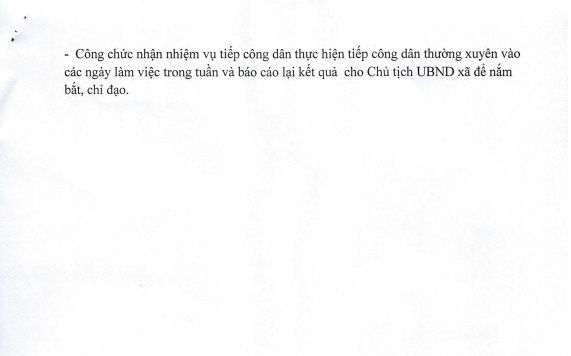 - Công chức nhận nhiệm vụ tiếp công dân thực hiện tiếp công dân thường xuyên vào
các ngày làm việc trong tuần và báo cáo lại kết quả cho Chủ tịch UBND xã để nắm
bắt, chỉ đạo.